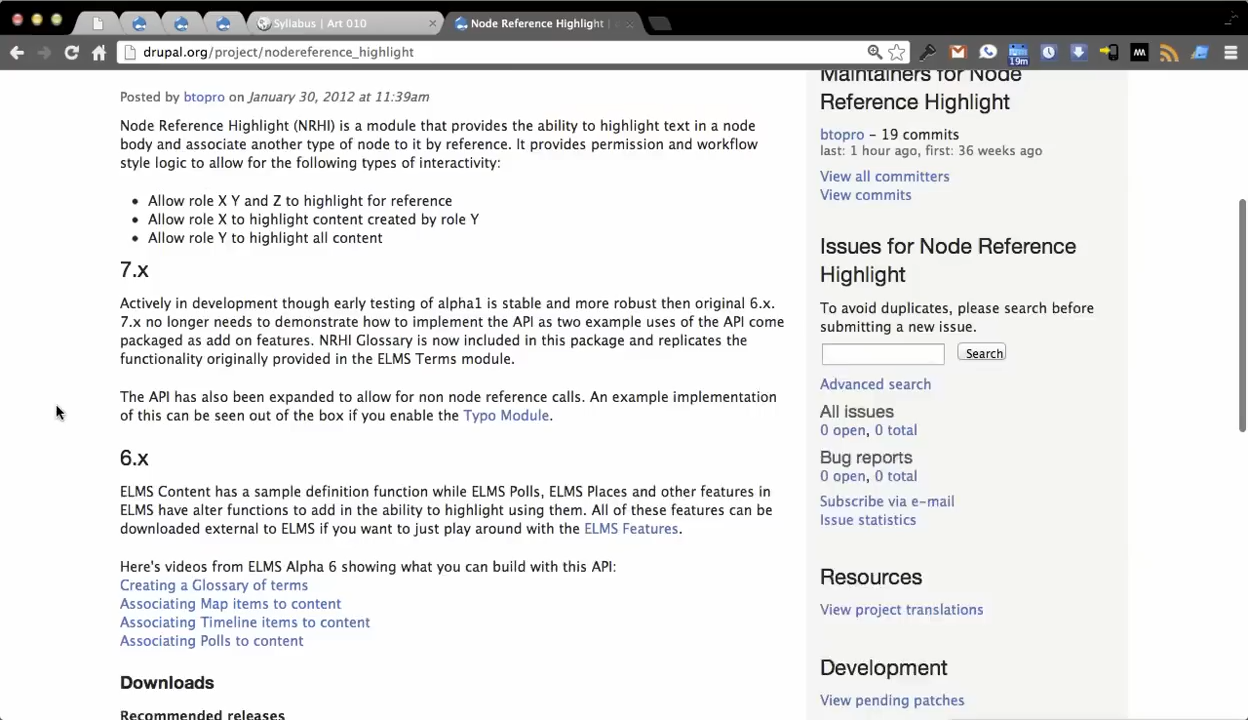 Syllabus | Art 010
Node Reference Highlight |
drupal.org/project/nodereference_highlight
19m
Posted by btopro on January 30, 2012 at 11:39am
Node Reference Highlight (NRHI) is a module that provides the ability to highlight text in a node
body and associate another type of node to it by reference. It provides permission and workflow
style logic to allow for the following types of interactivity:
• Allow role X Y and Z to highlight for reference
• Allow role X to highlight content created by role Y
• Allow role Y to highlight all content
7.x
Actively in development though early testing of alpha1 is stable and more robust then original 6.x.
7.x no longer needs to demonstrate how to implement the API as two example uses of the API come
packaged as add on features. NRHI Glossary is now included in this package and replicates the
functionality originally provided in the ELMS Terms module.
The API has also been expanded to allow for non node reference calls. An example implementation
of this can be seen out of the box if you enable the Typo Module.
6.x
ELMS Content has a sample definition function while ELMS Polls, ELMS Places and other features in
ELMS have alter functions to add in the ability to highlight using them. All of these features can be
downloaded external to ELMS if you want to just play around with the ELMS Features.
Here's videos from ELMS Alpha 6 showing what you can build with this API:
Creating a Glossary of terms
Associating Map items to content
Associating Timeline items to content
Associating Polls to content
Downloads
Recommended releases
Maintainers for Node
Reference Highlight
btopro – 19 commits
last: 1 hour ago, first: 36 weeks ago
View all committers
View commits
Issues for Node Reference
Highlight
To avoid duplicates, please search before
submitting a new issue.
Search
Advanced search
All issues
0 open, 0 total
Bug reports
0 open, 0 total
Subscribe via e-mail
Issue statistics
Resources
View project translations
Development
View pending patches